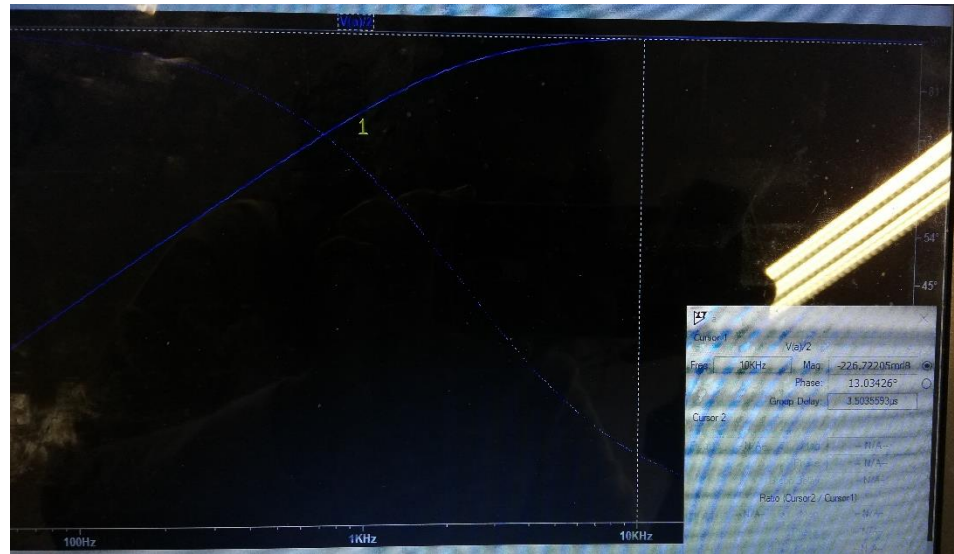 V(a)/2
1
54°
45°
Cursor 1
V(a)/2
Freq: 10KHz Mag: -226.72205mdB
Phase: 13.03426°
Group Delay: 3.5035593µs
Cursor 2
-- N/A-- -- N/A--
-- N/A--
-- N/A--
Ratio (Cursor2 / Cursor1)
-- N/A-- -- N/A--
100Hz 1KHz 10KHz